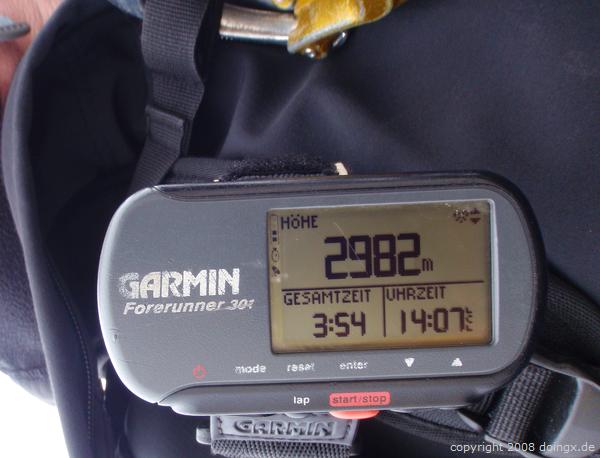 HÖHE
2982m
GESAMTZEIT UHRZEIT
3:54 14:07
GARMIN
Forerunner 301
mode reset enter
lap start/stop
GARMIN
copyright 2008 doingx.de